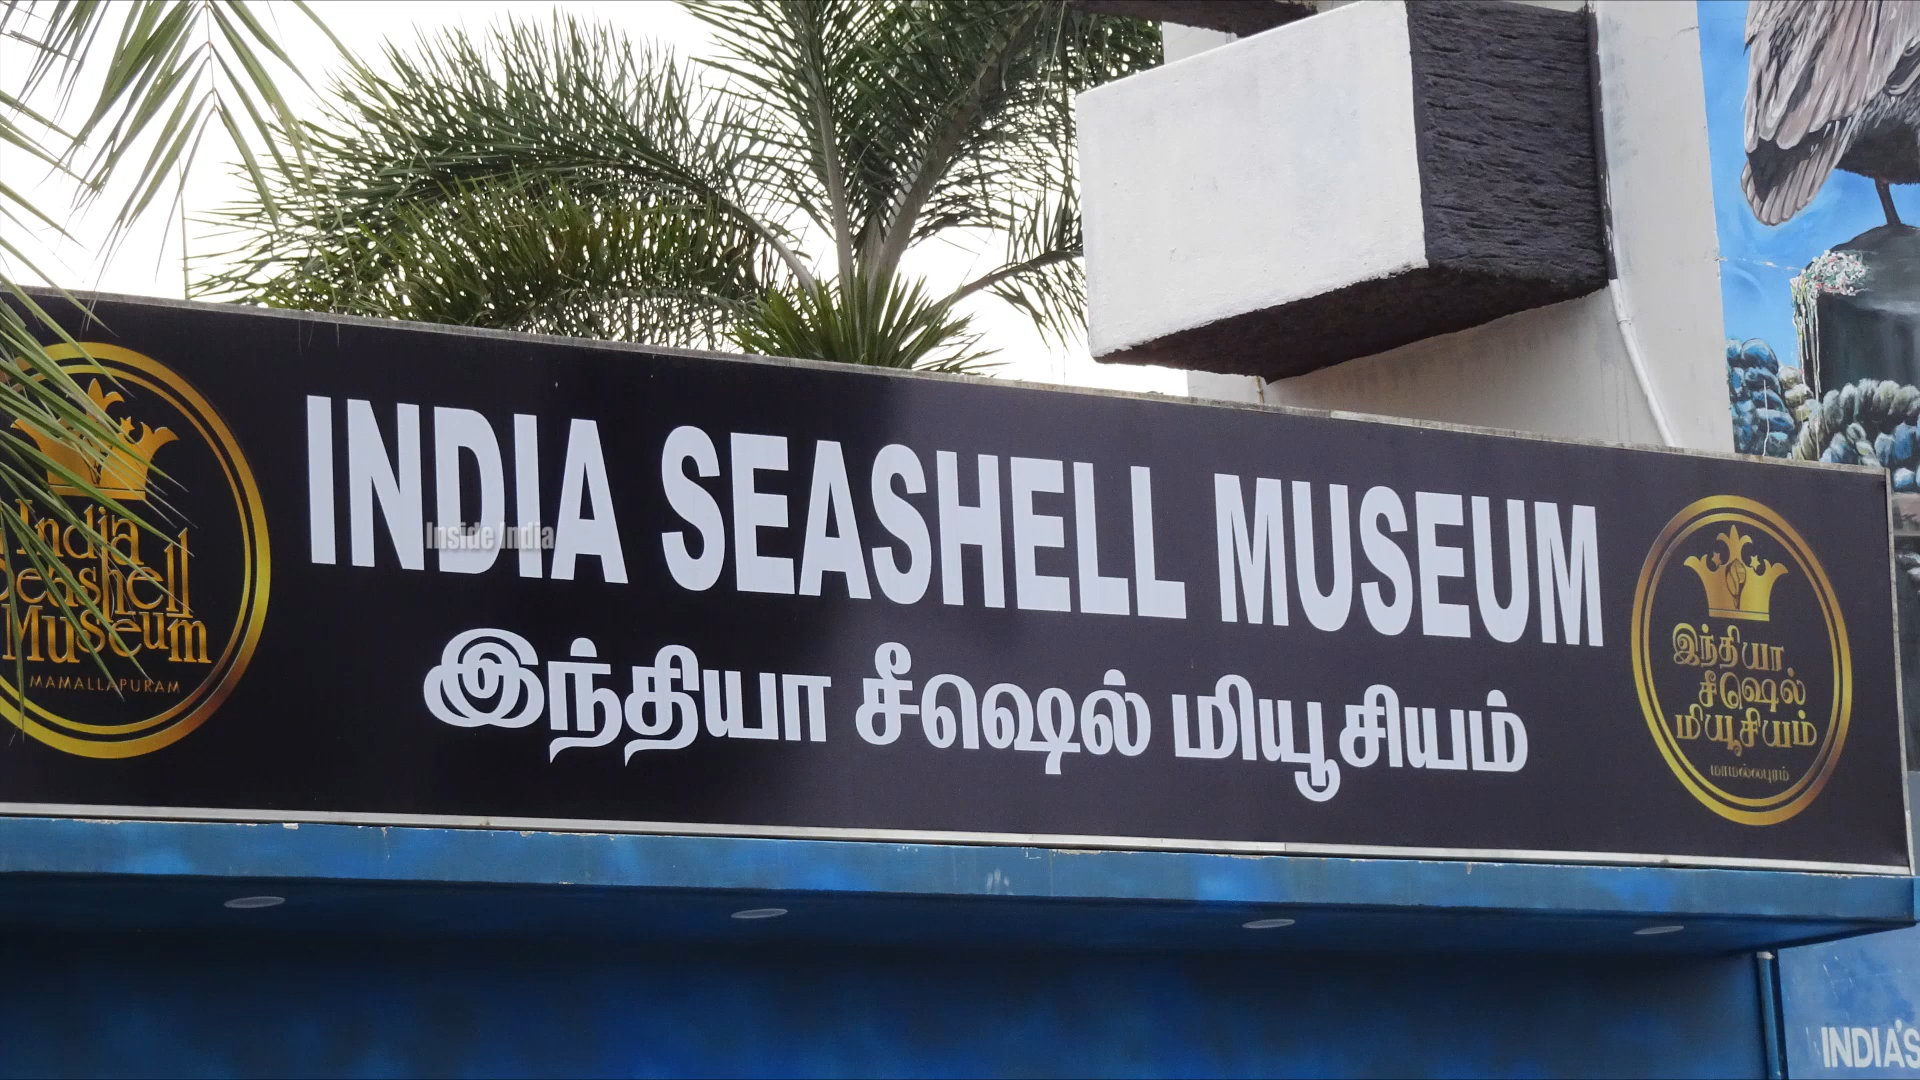 INDIA SEASHELL MUSEUM
இந்தியா சீஷெல் மியூசியம்
India
Seashell
Museum
MAMALLAPURAM
இந்தியா
சீஷெல்
மியூசியம்
மாமல்லபுரம்
Inside India
INDIA'S